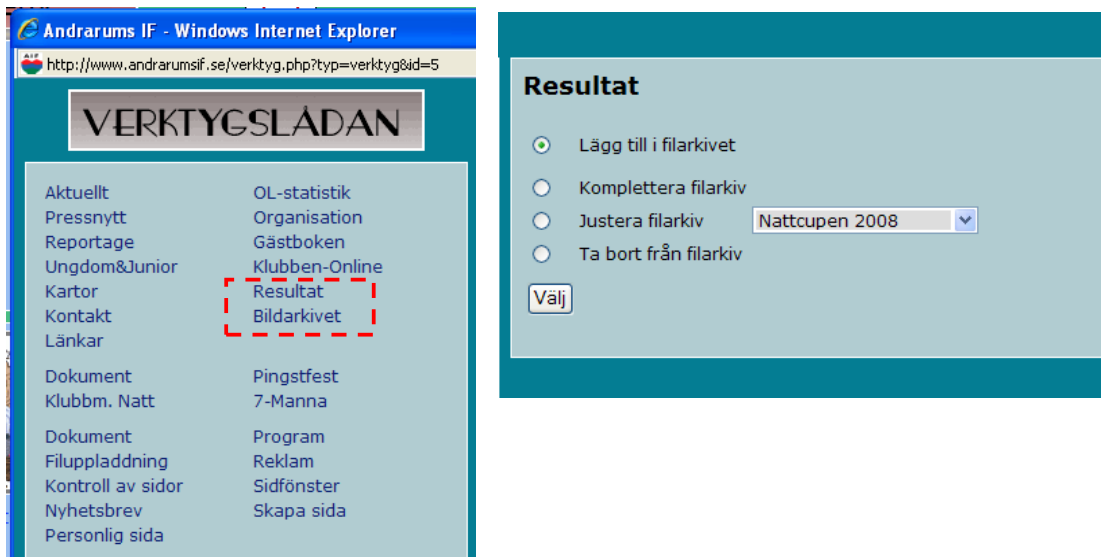 Andrarums IF - Windows Internet Explorer
http://www.andrarumsif.se/verktyg.php?typ=verktyg&id=5
VERKTYGSLÅDAN
Aktuellt OL-statistik
Pressnytt Organisation
Reportage Gästboken
Ungdom&Junior Klubben-Online
Kartor Resultat
Kontakt Bildarkivet
Länkar
Dokument Pingstfest
Klubbm. Natt 7-Manna
Dokument Program
Filuppladdning Reklam
Kontroll av sidor Sidfönster
Nyhetsbrev Skapa sida
Personlig sida
Resultat
Lägg till i filarkivet
Komplettera filarkiv
Justera filarkiv Nattcupen 2008
Ta bort från filarkiv
Välj